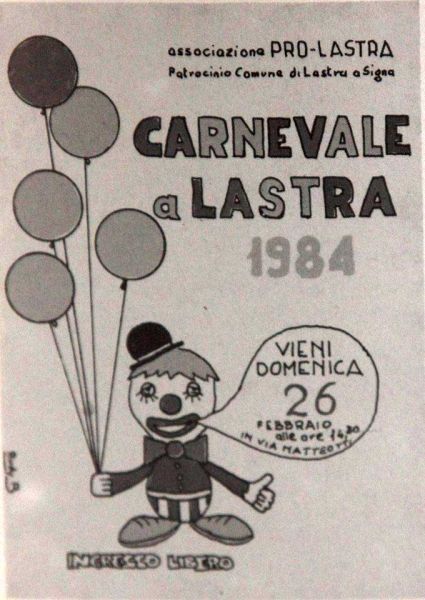 associazione PRO-LASTRA
Patrocinio Comune di Lastra a Signa
CARNEVALE
a LASTRA
1984
VIENI
DOMENICA
26
FEBBRAIO
alle ore 14,30
IN VIA MATTEOTTI
INGRESSO LIBERO